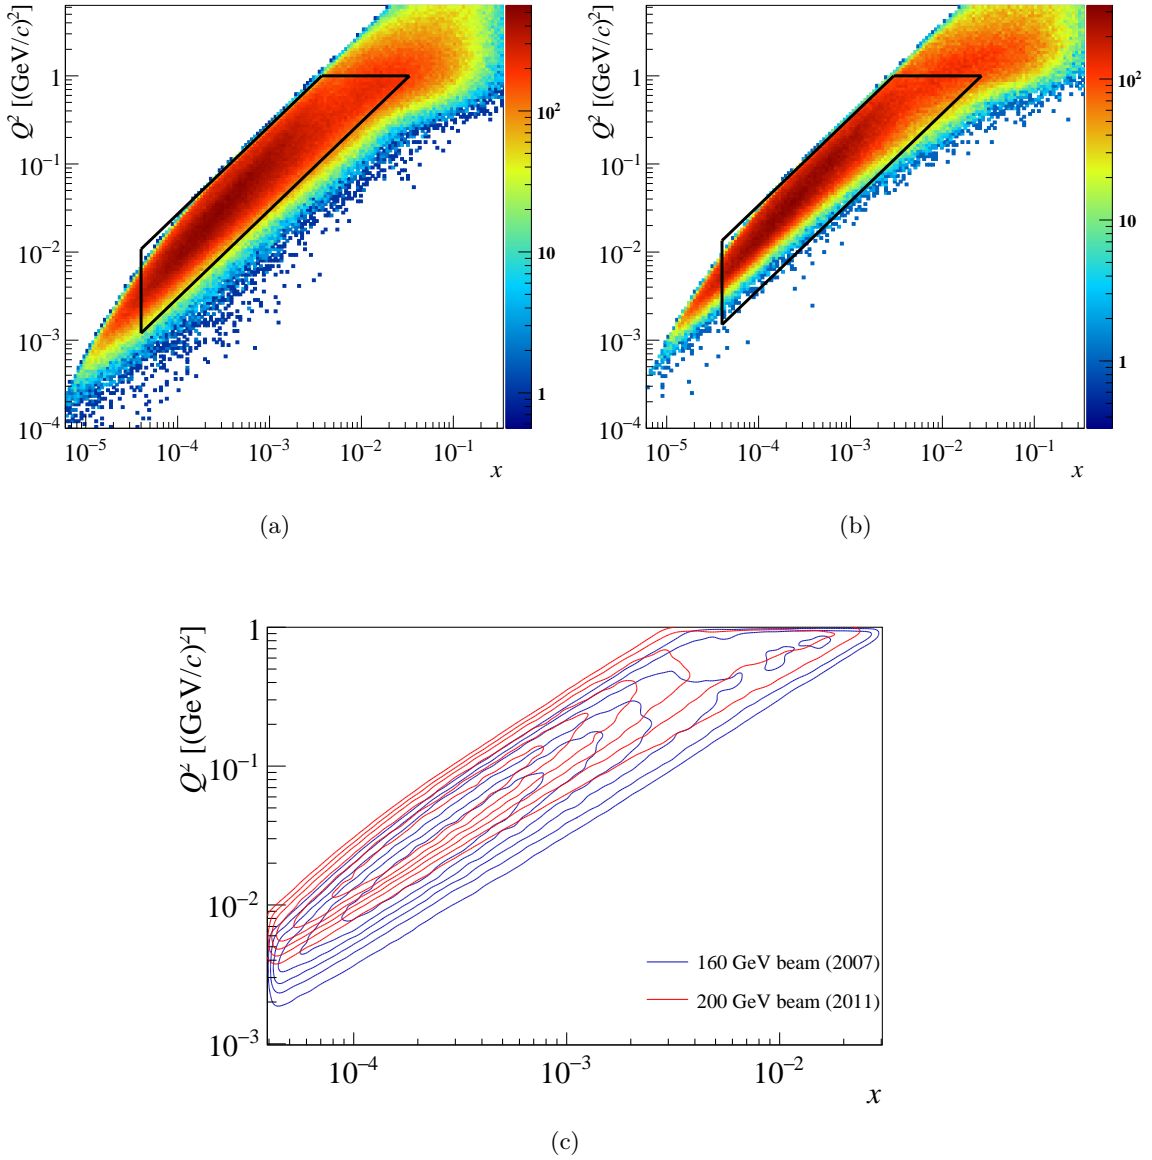 Q² [(GeV/c)²]
1
10⁻¹
10⁻²
10⁻³
10⁻⁴
10⁻⁵ 10⁻⁴ 10⁻³ 10⁻² 10⁻¹
x
10²
10
1
(a)
Q² [(GeV/c)²]
1
10⁻¹
10⁻²
10⁻³
10⁻⁴
10⁻⁵ 10⁻⁴ 10⁻³ 10⁻² 10⁻¹
x
10²
10
1
(b)
Q² [(GeV/c)²]
1
10⁻¹
10⁻²
10⁻³
160 GeV beam (2007)
200 GeV beam (2011)
10⁻⁴ 10⁻³ 10⁻²
x
(c)